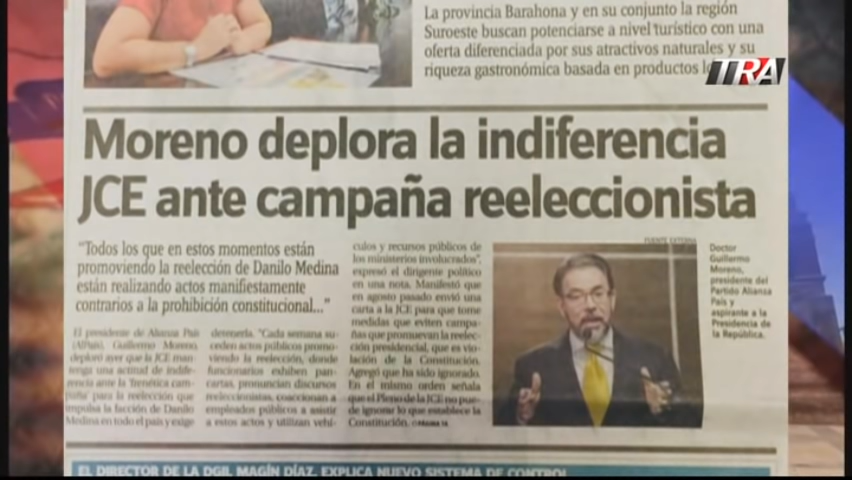 La provincia Barahona y en su conjunto la región
Suroeste buscan potenciarse a nivel turístico con una
oferta diferenciada por sus atractivos naturales y su
riqueza gastronómica basada en productos
TRA
Moreno deplora la indiferencia
JCE ante campaña reeleccionista
"Todos los que en estos momentos están
promoviendo la reelección de Danilo Medina
están realizando actos manifiestamente
contrarios a la prohibición constitucional..."
El presidente de Alianza País
(AlPaís), Guillermo Moreno,
deploró ayer que la JCE man-
tenga una actitud de indife-
rencia ante la 'frenética cam-
paña' para la reelección que
impulsa la facción de Danilo
Medina en todo el país y exige
detenerla. "Cada semana su-
ceden actos públicos promo-
viendo la reelección, donde
funcionarios exhiben pan-
cartas, pronuncian discursos
reeleccionistas, coaccionan a
empleados públicos a asistir
a estos actos y utilizan vehí-
culos y recursos públicos de
los ministerios involucrados",
expresó el dirigente político
en una nota. Manifestó que
en agosto pasado envió una
carta a la JCE para que tome
medidas que eviten campa-
ñas que promuevan la reelec-
ción presidencial, que es vio-
lación de la Constitución.
Agregó que ha sido ignorado.
En el mismo orden señala
que el Pleno de la JCE no pue-
de ignorar lo que establece la
Constitución.
FUENTE EXTERNA
Doctor
Guillermo
Moreno,
presidente del
Partido Alianza
País y
aspirante a la
Presidencia de
la República.
EL DIRECTOR DE LA DGII, MAGÍN DÍAZ, EXPLICA NUEVO SISTEMA DE CONTROL